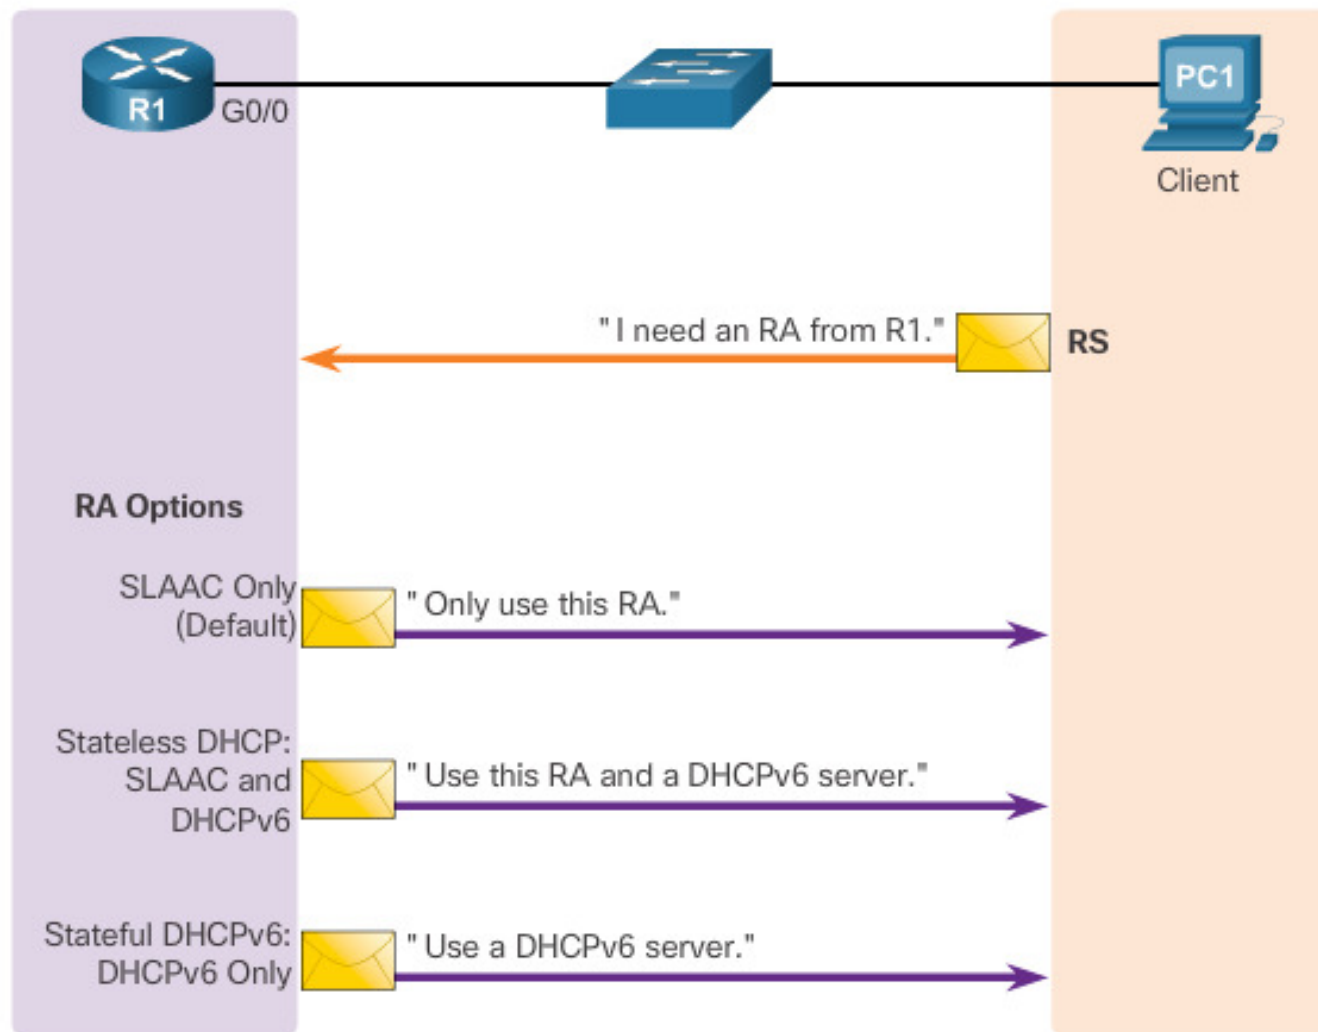 R1
G0/0
PC1
Client
" I need an RA from R1."
RS
RA Options
SLAAC Only
(Default)
" Only use this RA."
Stateless DHCP:
SLAAC and
DHCPv6
" Use this RA and a DHCPv6 server."
Stateful DHCPv6:
DHCPv6 Only
" Use a DHCPv6 server."